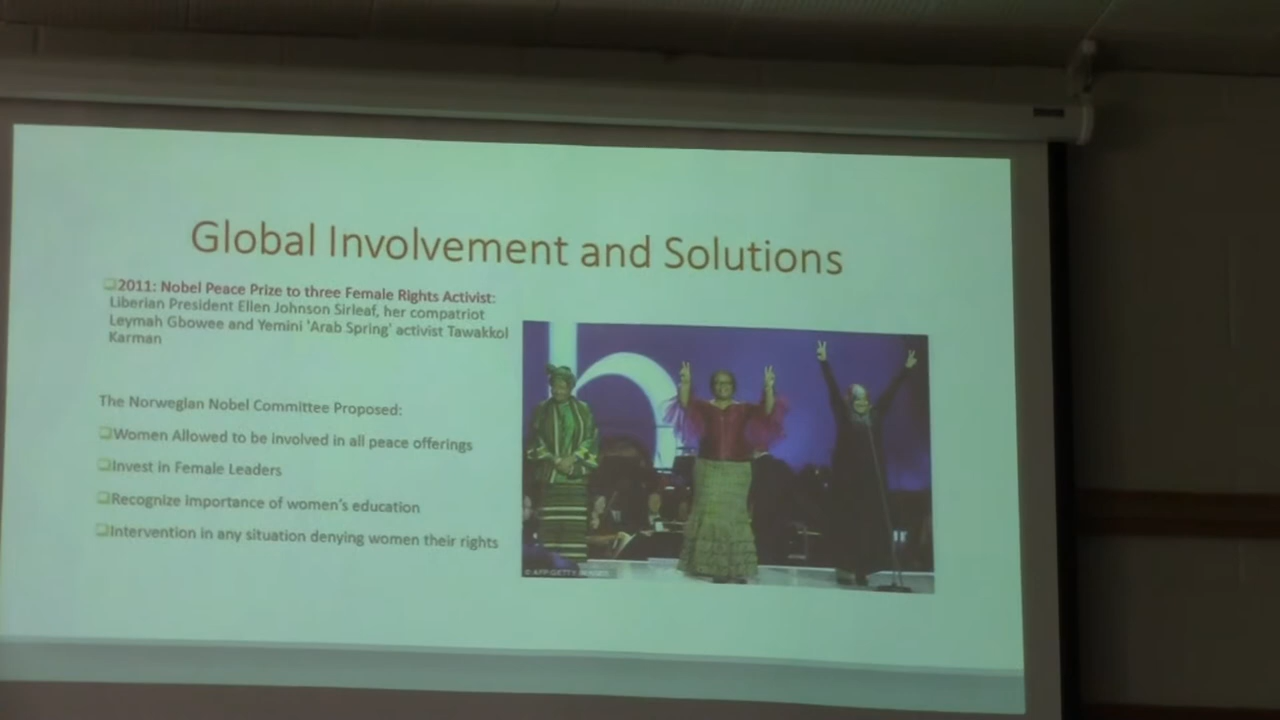 Global Involvement and Solutions
2011: Nobel Peace Prize to three Female Rights Activist:
Liberian President Ellen Johnson Sirleaf, her compatriot
Leymah Gbowee and Yemini 'Arab Spring' activist Tawakkol
Karman
The Norwegian Nobel Committee Proposed:
Women Allowed to be involved in all peace offerings
Invest in Female Leaders
Recognize importance of women's education
Intervention in any situation denying women their rights
© AFP/GETTY IMAGES